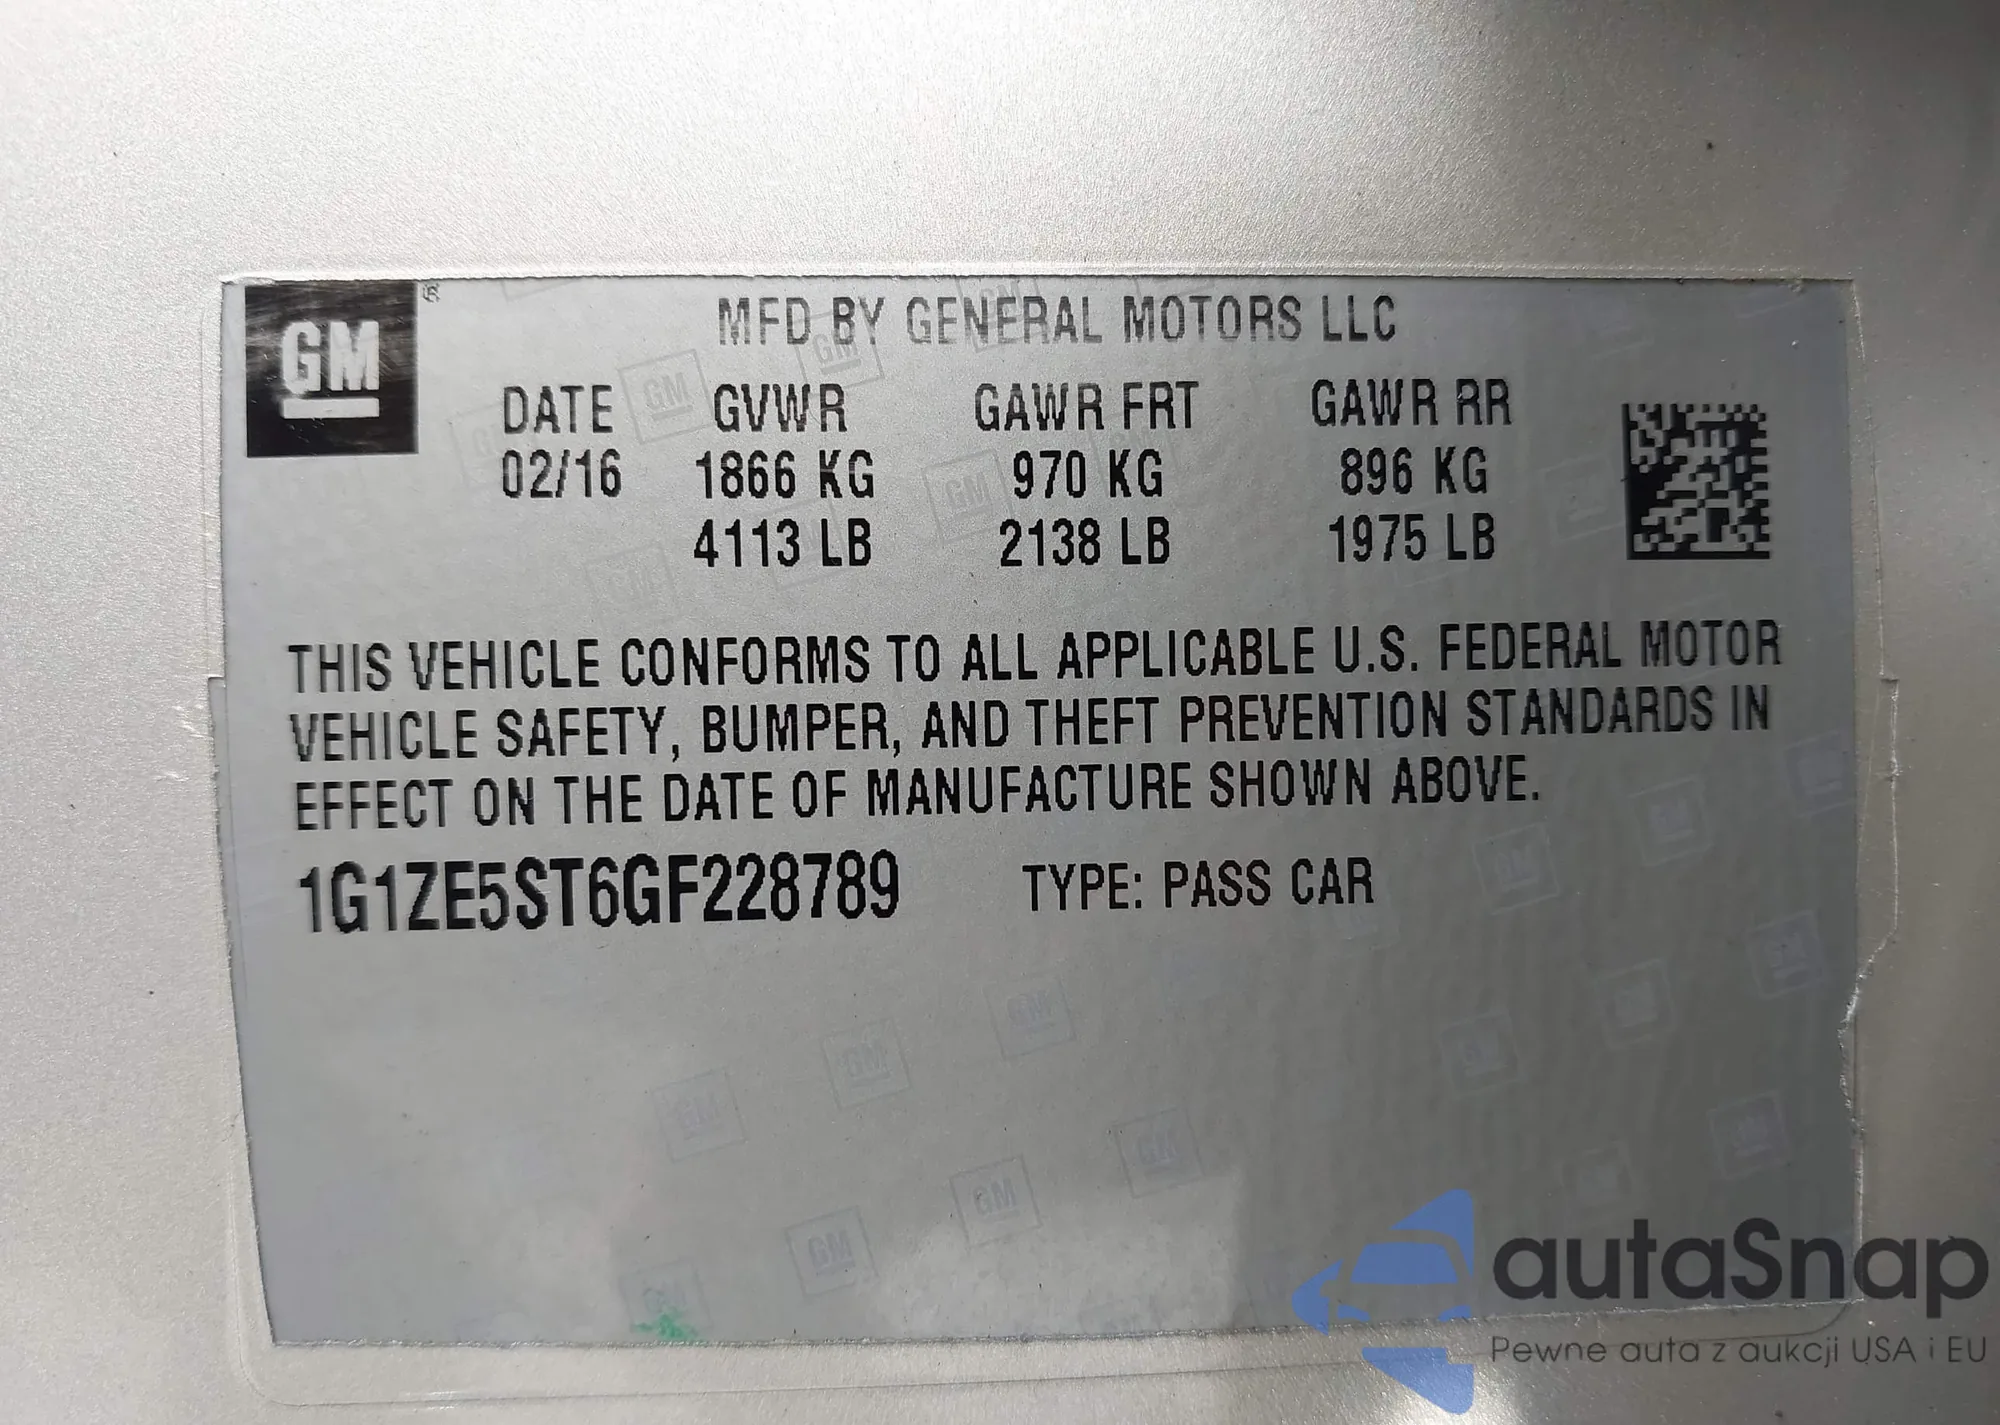 GM
MFD BY GENERAL MOTORS LLC
DATE GVWR GAWR FRT GAWR RR
02/16 1866 KG 970 KG 896 KG
4113 LB 2138 LB 1975 LB
THIS VEHICLE CONFORMS TO ALL APPLICABLE U.S. FEDERAL MOTOR
VEHICLE SAFETY, BUMPER, AND THEFT PREVENTION STANDARDS IN
EFFECT ON THE DATE OF MANUFACTURE SHOWN ABOVE.
1G1ZE5ST6GF228789 TYPE: PASS CAR
autaSnap
Pewne auta z aukcji USA i EU